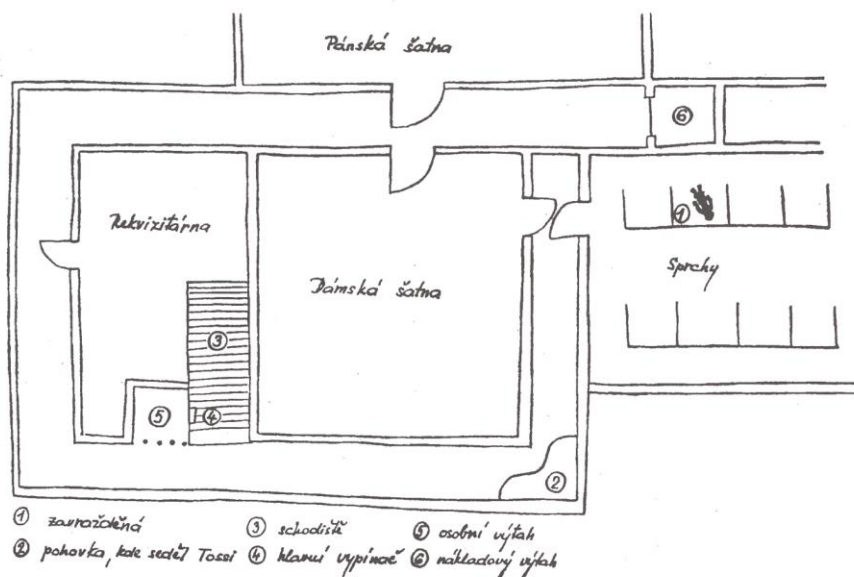 Pánská šatna
⑥
Rekvizitárna
①
Dámská šatna
Sprchy
③
⑤ ④
②
① zavražděná ③ schodiště ⑤ osobní výtah
② pohovka, kde seděl Tossi ④ hlavní vypínač ⑥ nákladový výtah